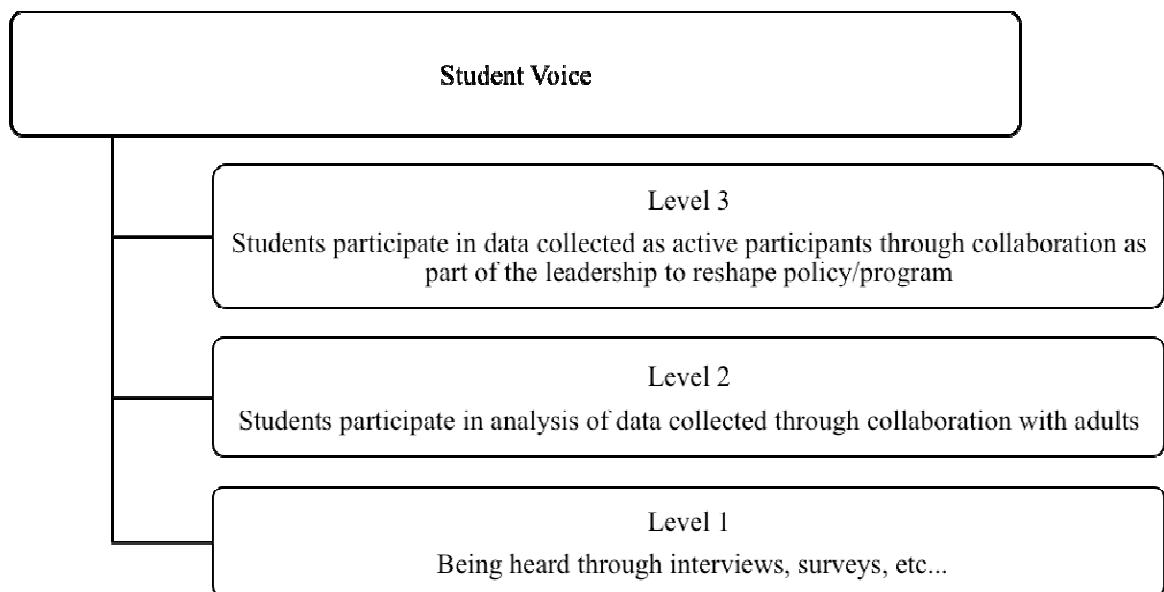 Student Voice
Level 3
Students participate in data collected as active participants through collaboration as
part of the leadership to reshape policy/program
Level 2
Students participate in analysis of data collected through collaboration with adults
Level 1
Being heard through interviews, surveys, etc...